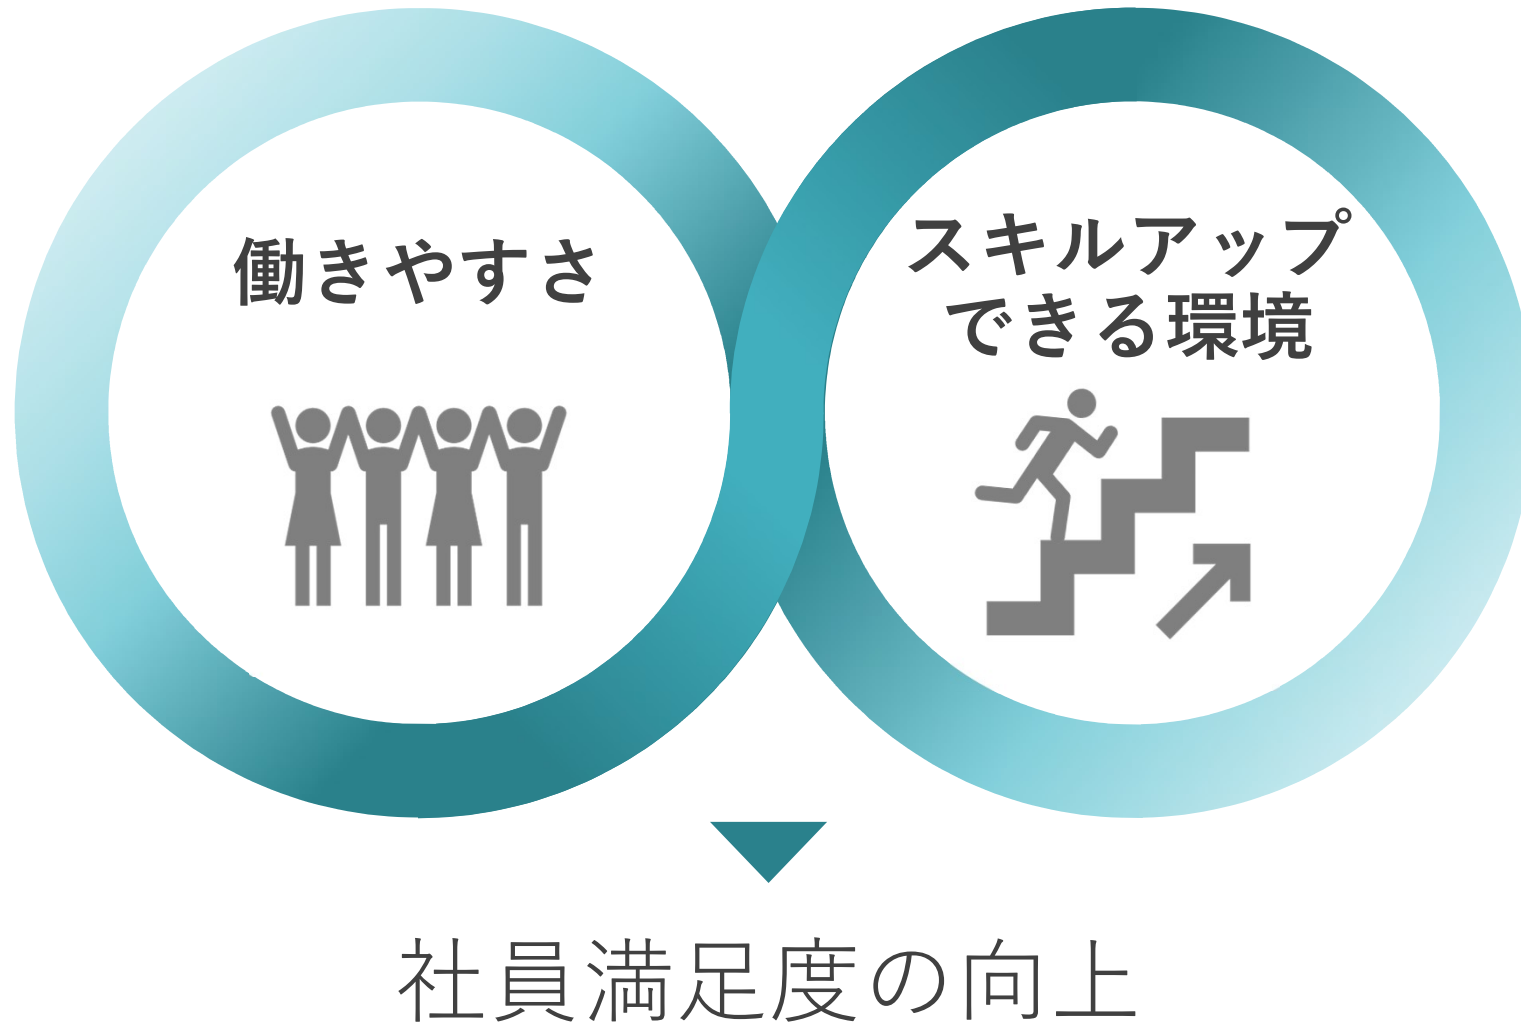 働きやすさ
スキルアップ
できる環境
社員満足度の向上